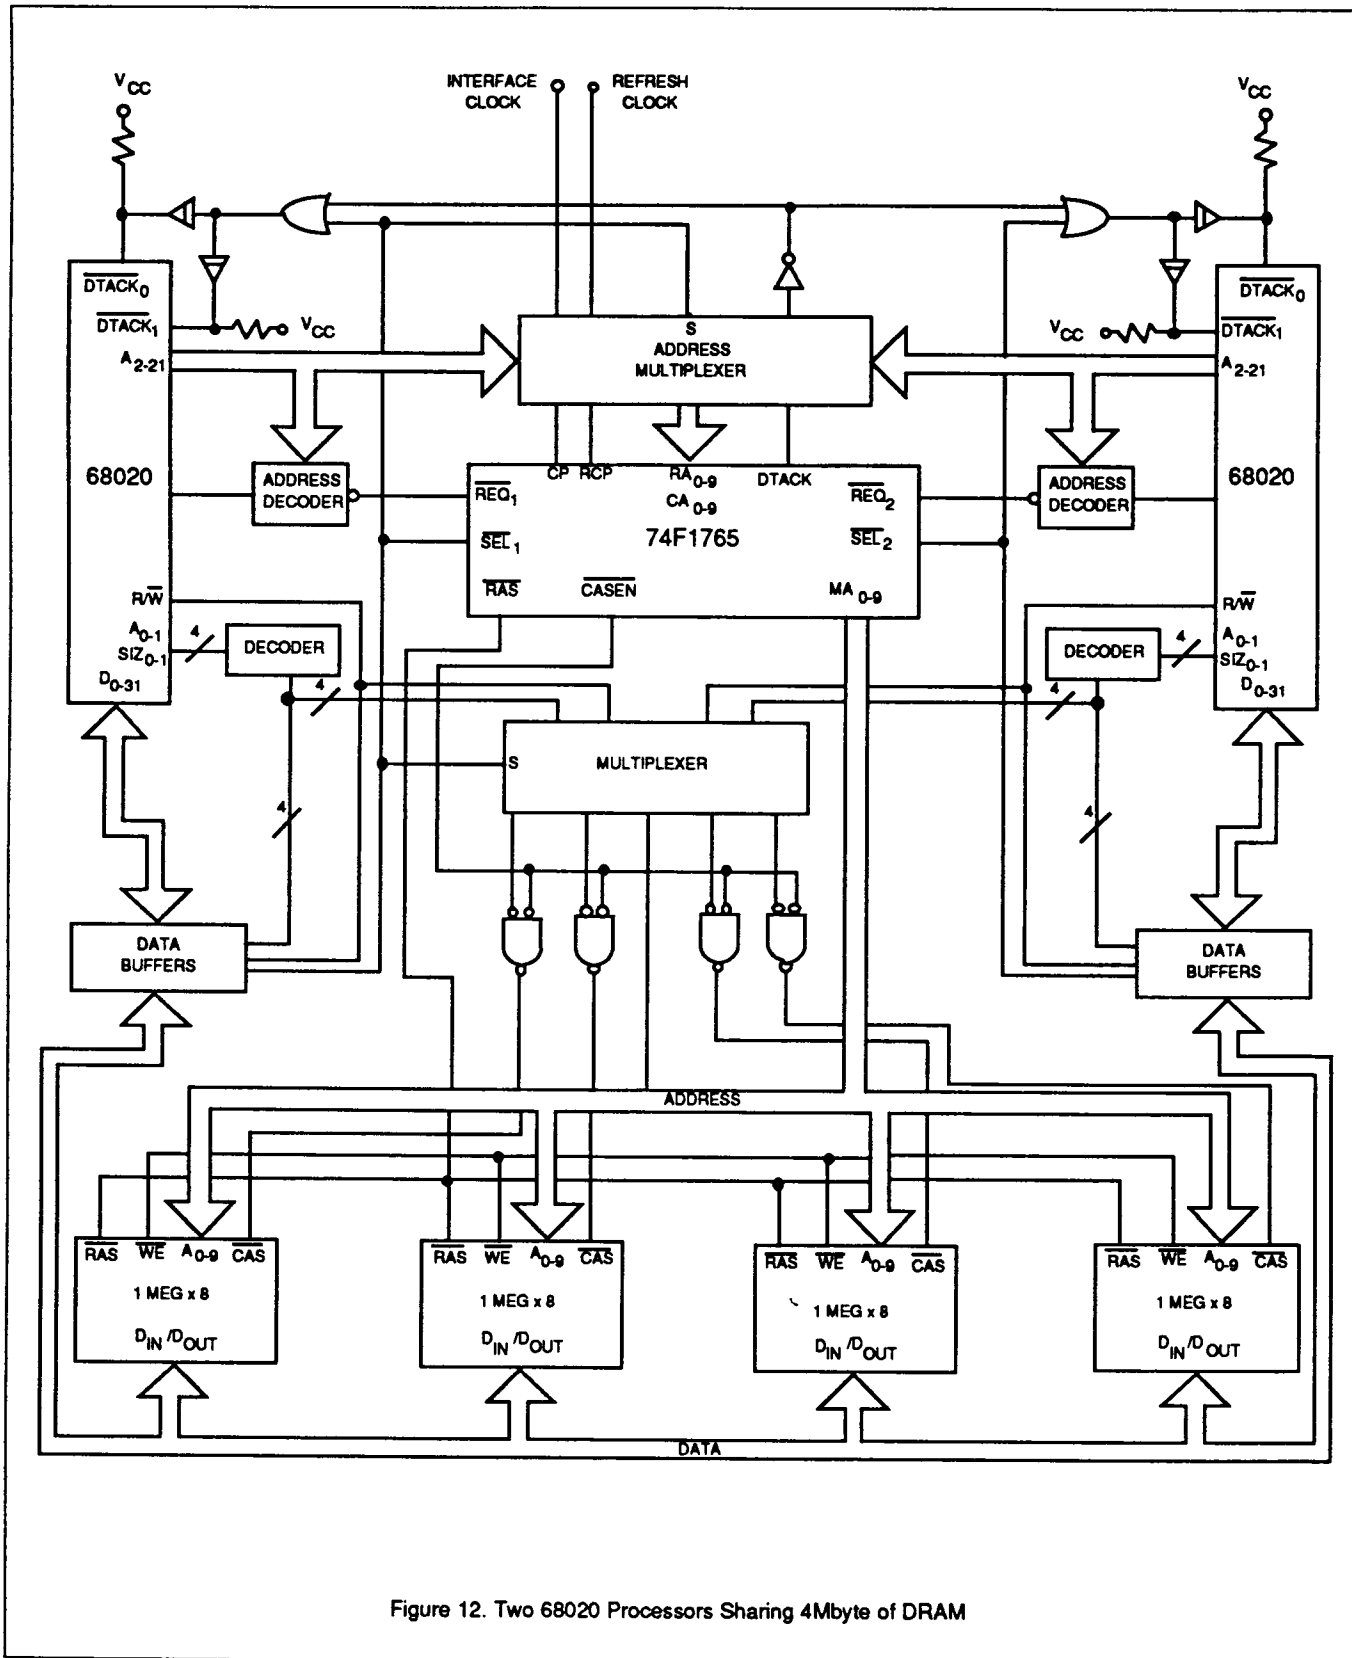 INTERFACE CLOCK
REFRESH CLOCK
VCC
VCC
DTACK0
DTACK1
VCC
A2-21
68020
R/W
A0-1
SIZ0-1
D0-31
S
ADDRESS MULTIPLEXER
DTACK0
DTACK1
VCC
A2-21
68020
R/W
A0-1
SIZ0-1
D0-31
ADDRESS DECODER
ADDRESS DECODER
CP RCP RA0-9 DTACK
CA0-9
REQ1
REQ2
74F1765
SEL1
SEL2
RAS
CASEN
MA0-9
4
DECODER
DECODER
4
4
4
S
MULTIPLEXER
4
4
DATA BUFFERS
DATA BUFFERS
ADDRESS
RAS WE A0-9 CAS
1 MEG x 8
DIN/DOUT
RAS WE A0-9 CAS
1 MEG x 8
DIN/DOUT
RAS WE A0-9 CAS
1 MEG x 8
DIN/DOUT
RAS WE A0-9 CAS
1 MEG x 8
DIN/DOUT
DATA
Figure 12. Two 68020 Processors Sharing 4Mbyte of DRAM